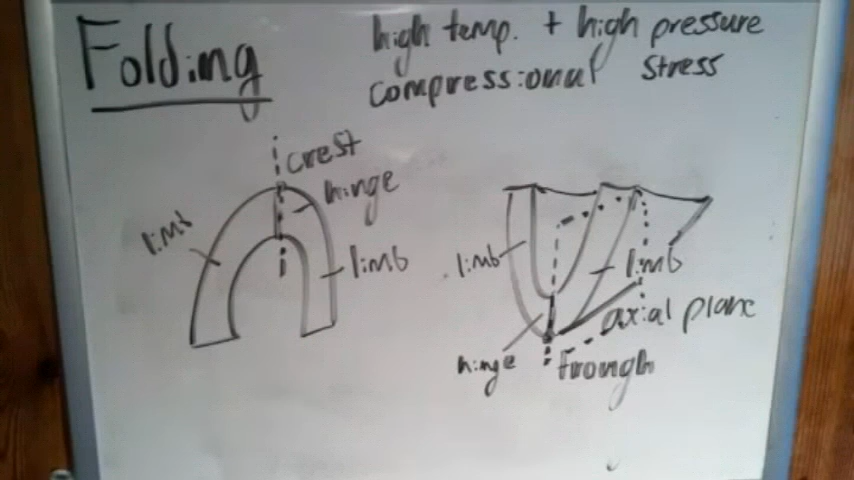 Folding
high temp. + high pressure
compressional stress
crest
hinge
limb
limb
limb
limb
axial plane
hinge
trough